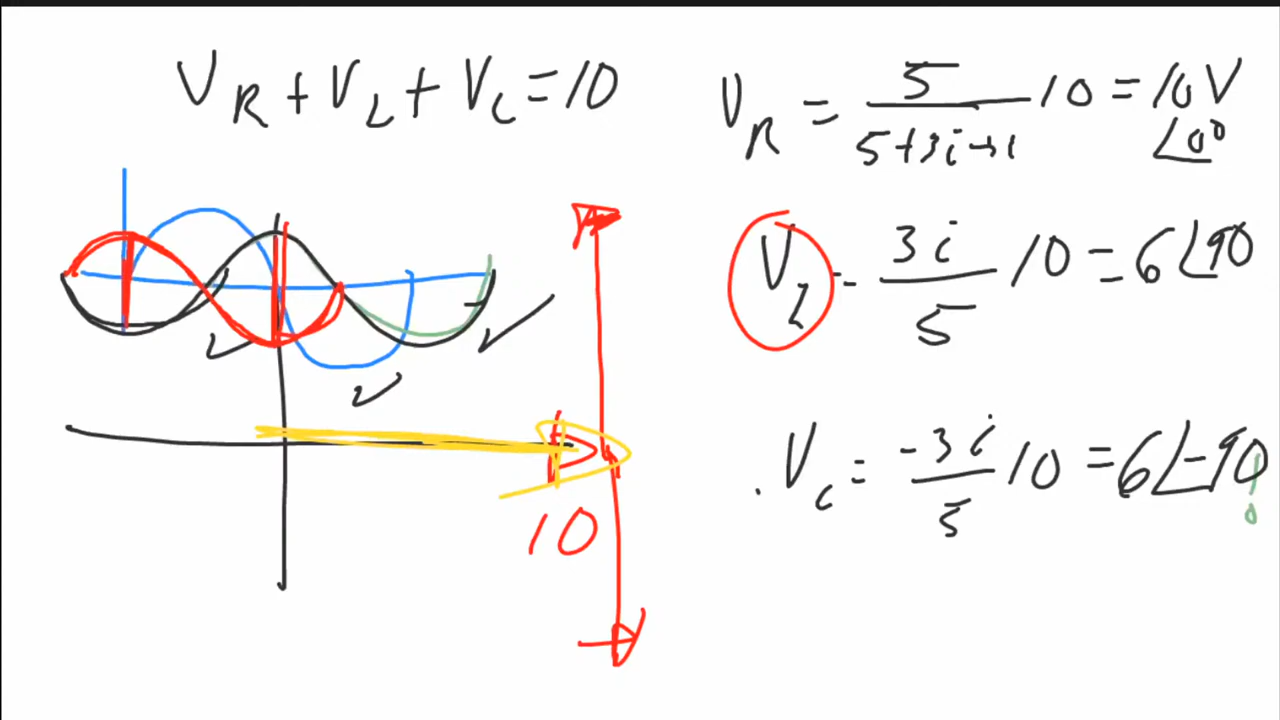 V_R + V_L + V_C = 10
V_R = 5/(5+3i-3i) 10 = 10V ∠0°
V_L = 3i/5 10 = 6∠90
V_C = -3i/5 10 = 6∠-90
10